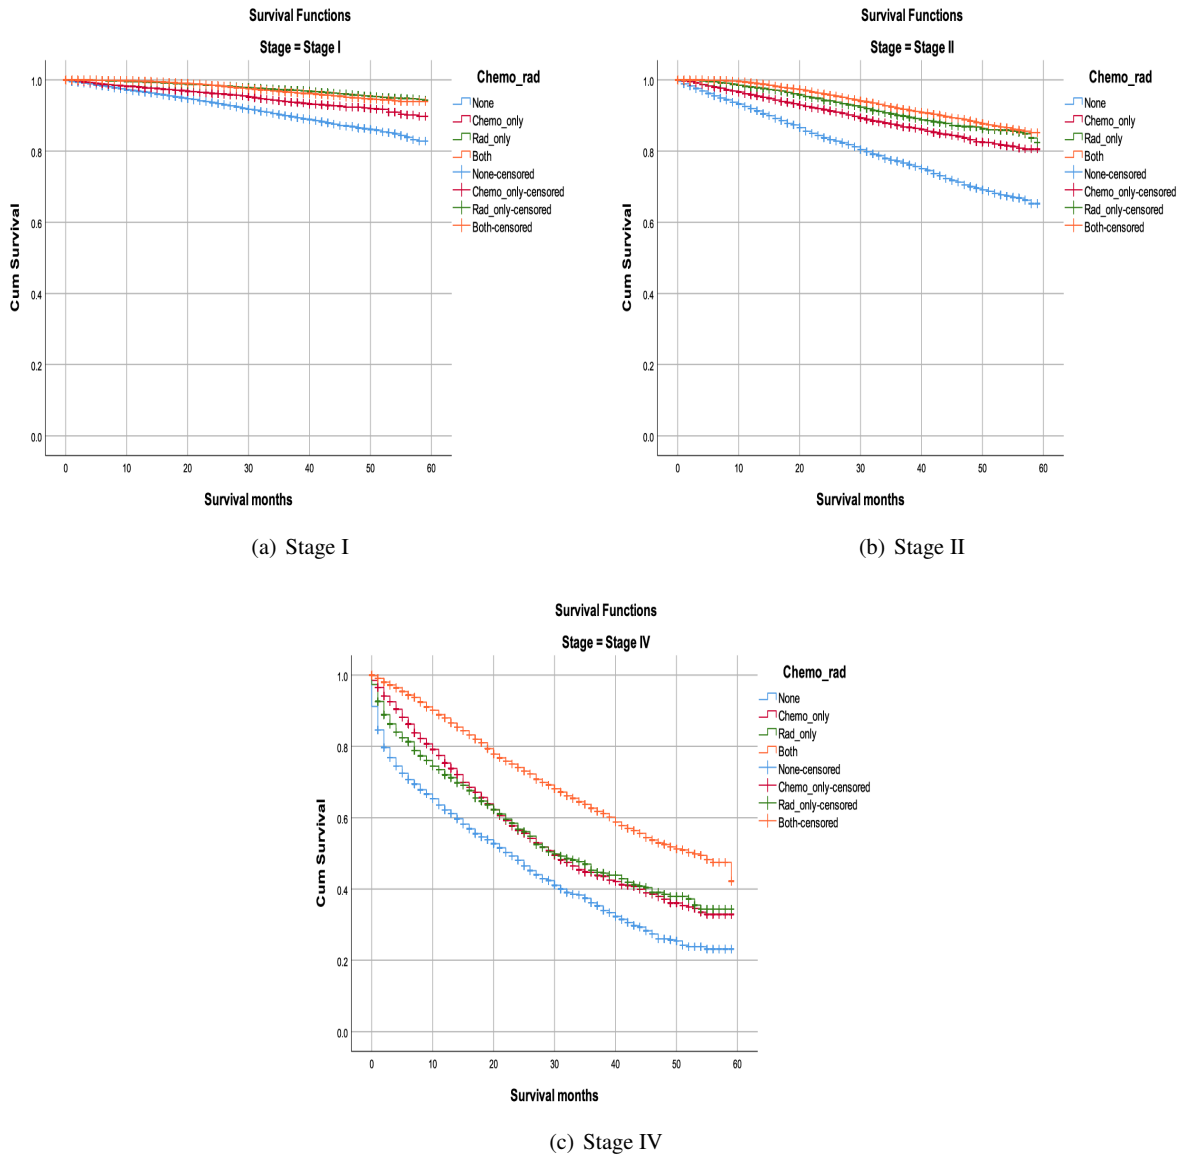 Survival Functions
Stage = Stage I
Cum Survival
1.0
0.8
0.6
0.4
0.2
0.0
0 10 20 30 40 50 60
Survival months
Chemo_rad
None
Chemo_only
Rad_only
Both
None-censored
Chemo_only-censored
Rad_only-censored
Both-censored
(a) Stage I
Survival Functions
Stage = Stage II
Cum Survival
1.0
0.8
0.6
0.4
0.2
0.0
0 10 20 30 40 50 60
Survival months
Chemo_rad
None
Chemo_only
Rad_only
Both
None-censored
Chemo_only-censored
Rad_only-censored
Both-censored
(b) Stage II
Survival Functions
Stage = Stage IV
Cum Survival
1.0
0.8
0.6
0.4
0.2
0.0
0 10 20 30 40 50 60
Survival months
Chemo_rad
None
Chemo_only
Rad_only
Both
None-censored
Chemo_only-censored
Rad_only-censored
Both-censored
(c) Stage IV